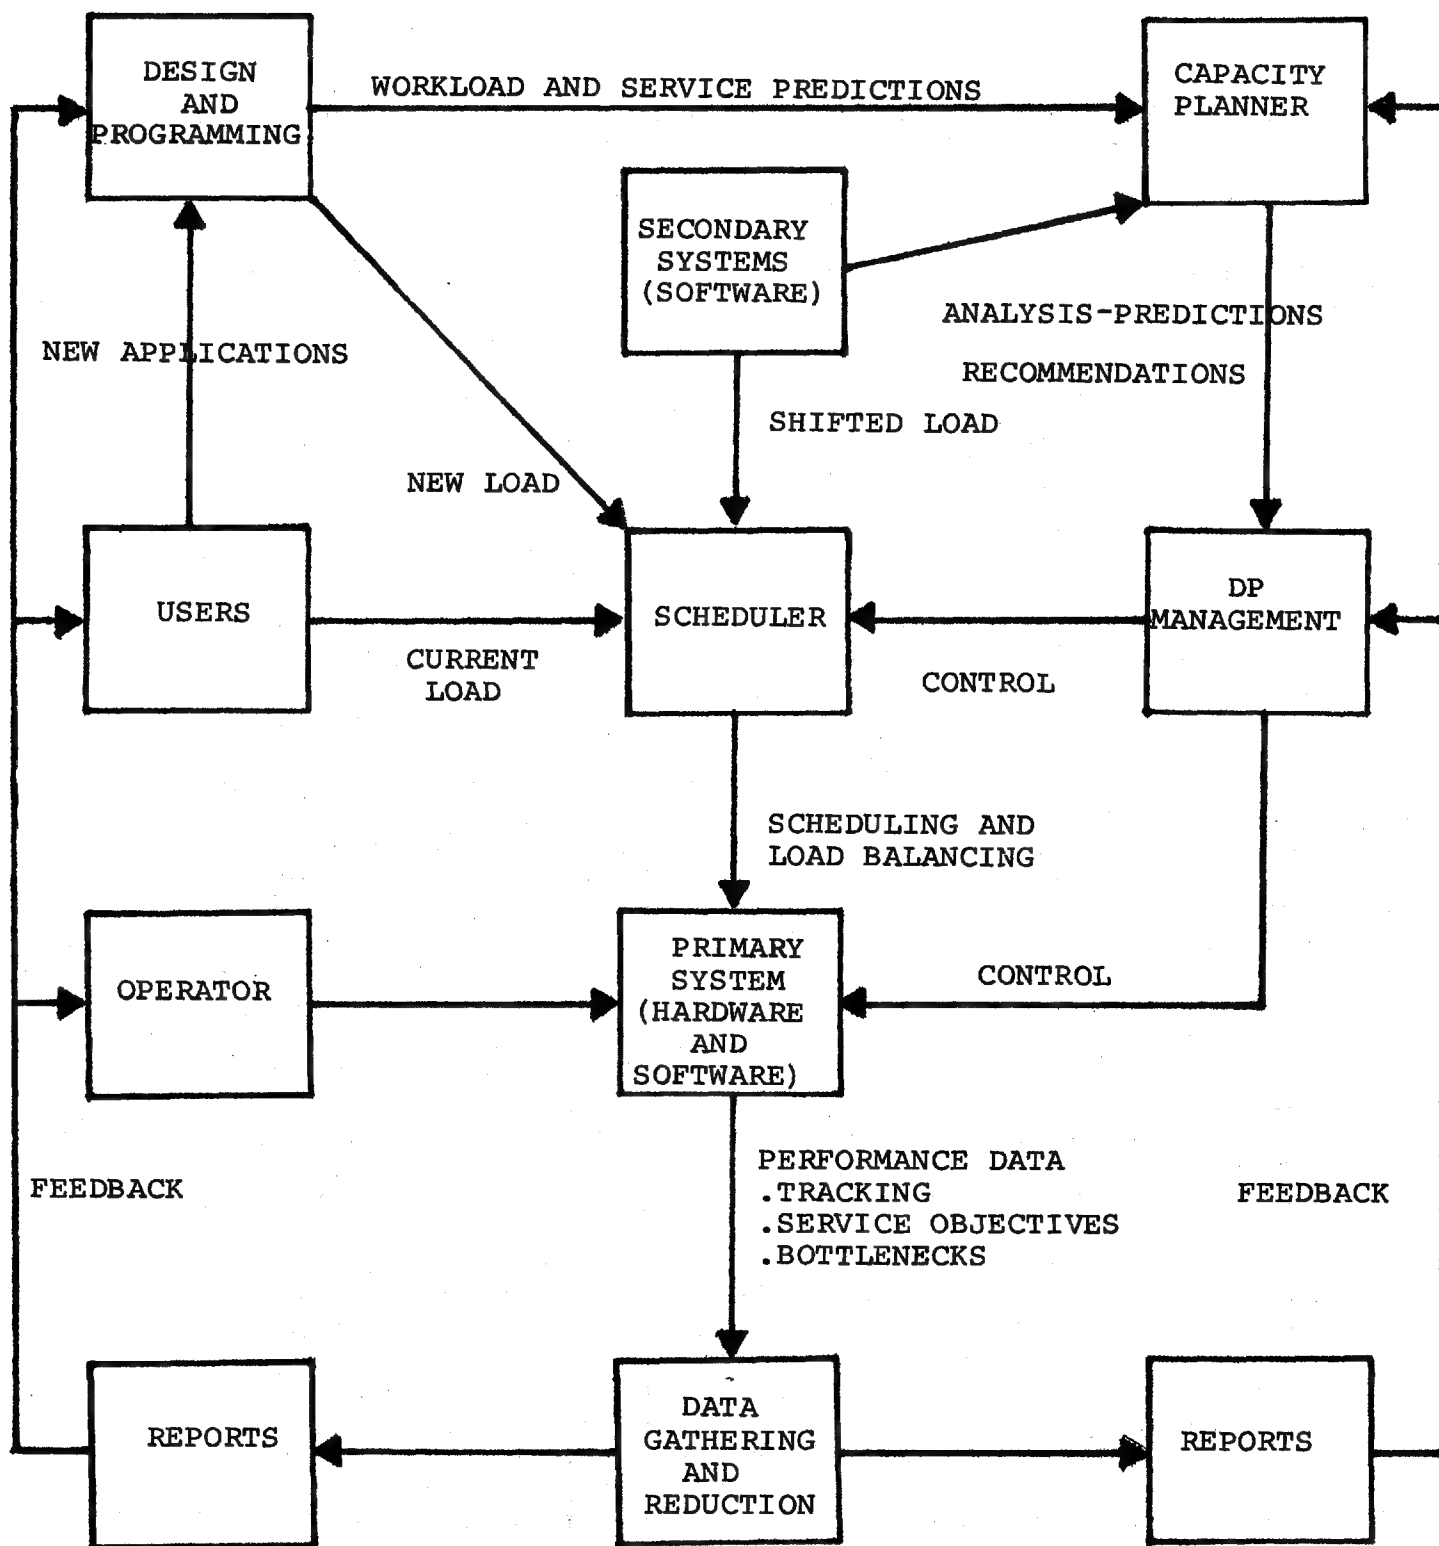 DESIGN
AND
PROGRAMMING
WORKLOAD AND SERVICE PREDICTIONS
CAPACITY
PLANNER
SECONDARY
SYSTEMS
(SOFTWARE)
ANALYSIS-PREDICTIONS
RECOMMENDATIONS
NEW APPLICATIONS
SHIFTED LOAD
NEW LOAD
USERS
CURRENT
LOAD
SCHEDULER
CONTROL
DP
MANAGEMENT
SCHEDULING AND
LOAD BALANCING
OPERATOR
PRIMARY
SYSTEM
(HARDWARE
AND
SOFTWARE)
CONTROL
FEEDBACK
PERFORMANCE DATA
.TRACKING
.SERVICE OBJECTIVES
.BOTTLENECKS
FEEDBACK
REPORTS
DATA
GATHERING
AND
REDUCTION
REPORTS